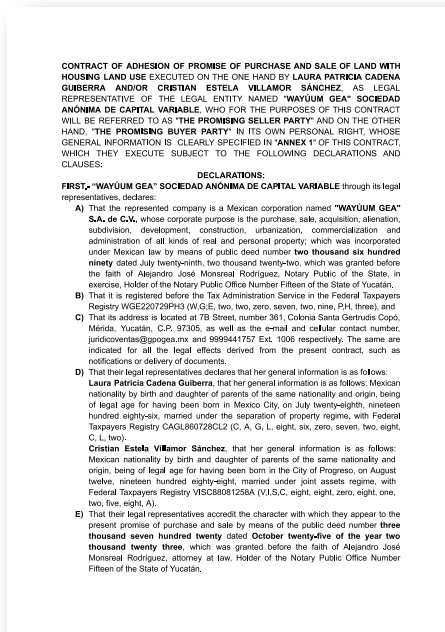 CONTRACT OF ADHESION OF PROMISE OF PURCHASE AND SALE OF LAND WITH
HOUSING LAND USE EXECUTED ON THE ONE HAND BY LAURA PATRICIA CADENA
GUIBERRA AND/OR CRISTIAN ESTELA VILLAMOR SÁNCHEZ, AS LEGAL
REPRESENTATIVE OF THE LEGAL ENTITY NAMED "WAYÚUM GEA" SOCIEDAD
ANÓNIMA DE CAPITAL VARIABLE, WHO FOR THE PURPOSES OF THIS CONTRACT
WILL BE REFERRED TO AS "THE PROMISING SELLER PARTY" AND ON THE OTHER
HAND, "THE PROMISING BUYER PARTY" IN ITS OWN PERSONAL RIGHT, WHOSE
GENERAL INFORMATION IS CLEARLY SPECIFIED IN "ANNEX 1" OF THIS CONTRACT,
WHICH THEY EXECUTE SUBJECT TO THE FOLLOWING DECLARATIONS AND
CLAUSES:
DECLARATIONS:
FIRST.- "WAYÚUM GEA" SOCIEDAD ANÓNIMA DE CAPITAL VARIABLE through its legal
representatives, declares:
A) That the represented company is a Mexican corporation named "WAYÚUM GEA"
S.A. de C.V., whose corporate purpose is the purchase, sale, acquisition, alienation,
subdivision, development, construction, urbanization, commercialization and
administration of all kinds of real and personal property; which was incorporated
under Mexican law by means of public deed number two thousand six hundred
ninety dated July twenty-ninth, two thousand twenty-two, which was granted before
the faith of Alejandro José Monsreal Rodríguez, Notary Public of the State, in
exercise, Holder of the Notary Public Office Number Fifteen of the State of Yucatán.
B) That it is registered before the Tax Administration Service in the Federal Taxpayers
Registry WGE220729PH3 (W,G,E, two, two, zero, seven, two, nine, P,H, three), and
C) That its address is located at 7B Street, number 361, Colonia Santa Gertrudis Copó,
Mérida, Yucatán, C.P. 97305, as well as the e-mail and cellular contact number,
juridicoventas@gpogea.mx and 9999441757 Ext. 1006 respectively. The same are
indicated for all the legal effects derived from the present contract, such as
notifications or delivery of documents.
D) That their legal representatives declares that her general information is as follows:
Laura Patricia Cadena Guiberra, that her general information is as follows: Mexican
nationality by birth and daughter of parents of the same nationality and origin, being
of legal age for having been born in Mexico City, on July twenty-eighth, nineteen
hundred eighty-six, married under the separation of property regime, with Federal
Taxpayers Registry CAGL860728CL2 (C, A, G, L, eight, six, zero, seven, two, eight,
C, L, two).
Cristian Estela Villamor Sánchez, that her general information is as follows:
Mexican nationality by birth and daughter of parents of the same nationality and
origin, being of legal age for having been born in the City of Progreso, on August
twelve, nineteen hundred eighty-eight, married under joint assets regime, with
Federal Taxpayers Registry VISC88081258A (V,I,S,C, eight, eight, zero, eight, one,
two, five, eight, A).
E) That their legal representatives accredit the character with which they appear to the
present promise of purchase and sale by means of the public deed number three
thousand seven hundred twenty dated October twenty-five of the year two
thousand twenty three, which was granted before the faith of Alejandro José
Monsreal Rodríguez, attorney at law, Holder of the Notary Public Office Number
Fifteen of the State of Yucatán.